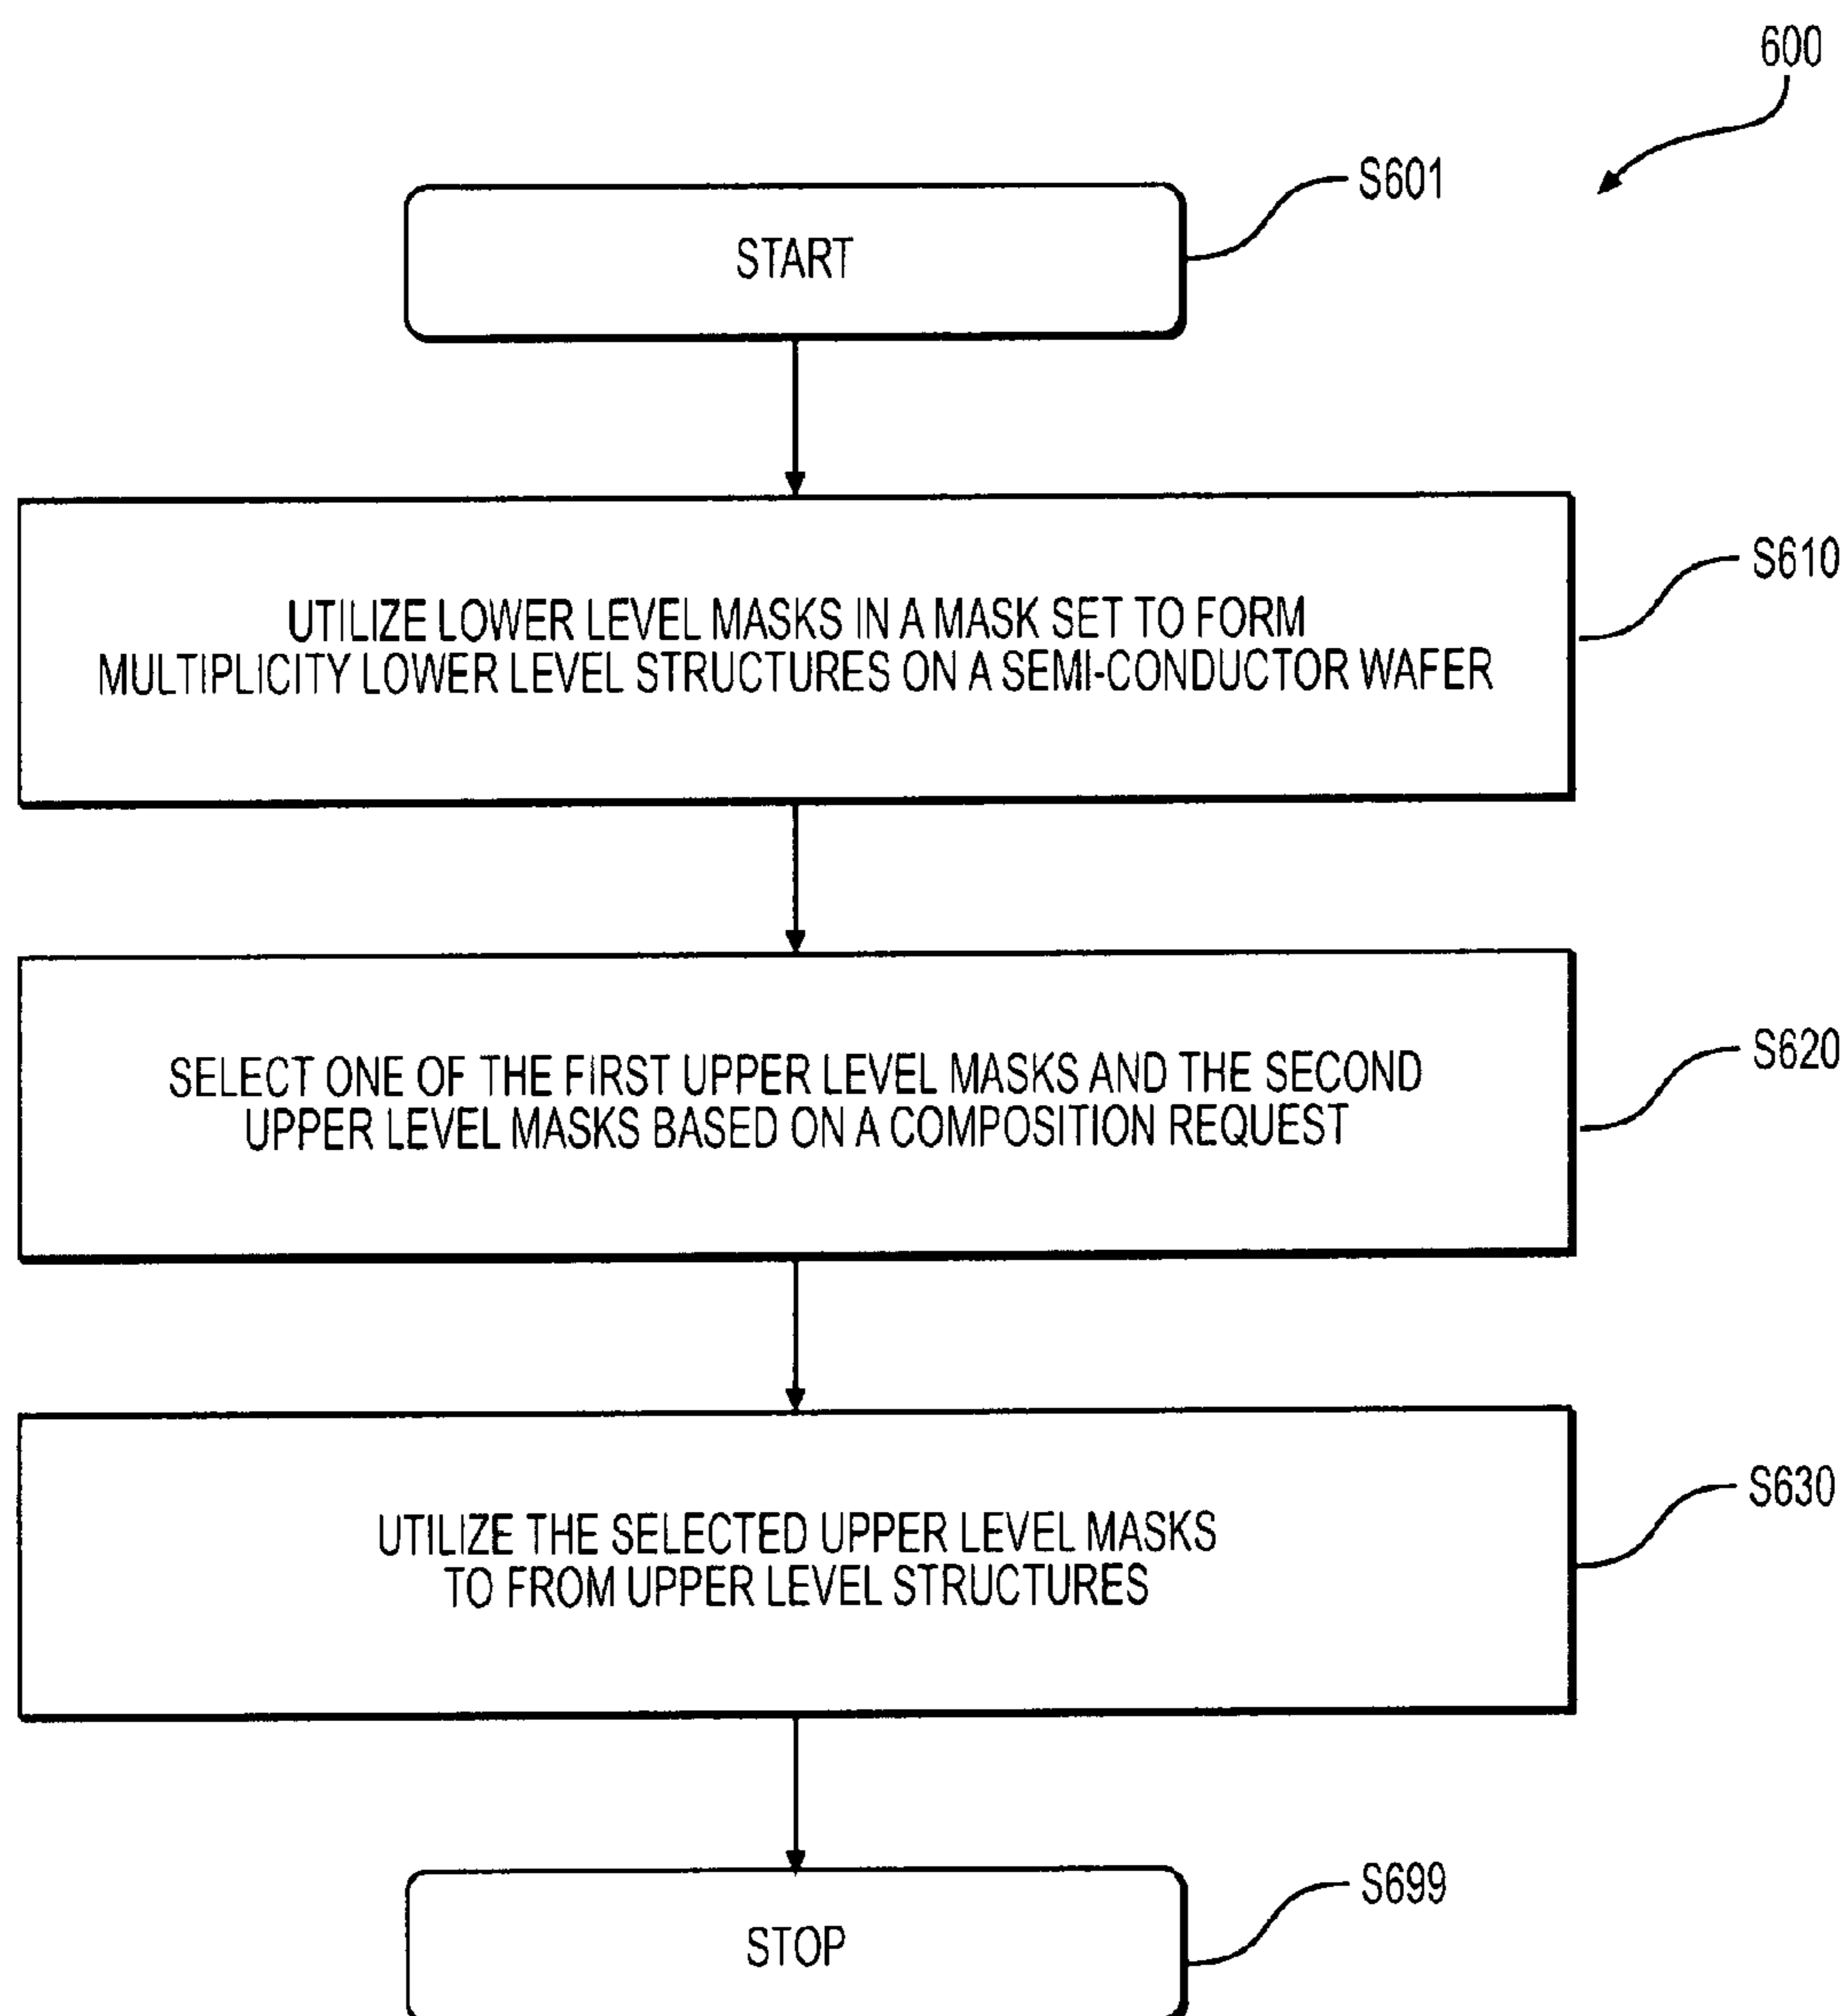 600
S601
START
S610
UTILIZE LOWER LEVEL MASKS IN A MASK SET TO FORM
MULTIPLICITY LOWER LEVEL STRUCTURES ON A SEMI-CONDUCTOR WAFER
S620
SELECT ONE OF THE FIRST UPPER LEVEL MASKS AND THE SECOND
UPPER LEVEL MASKS BASED ON A COMPOSITION REQUEST
S630
UTILIZE THE SELECTED UPPER LEVEL MASKS
TO FROM UPPER LEVEL STRUCTURES
S699
STOP